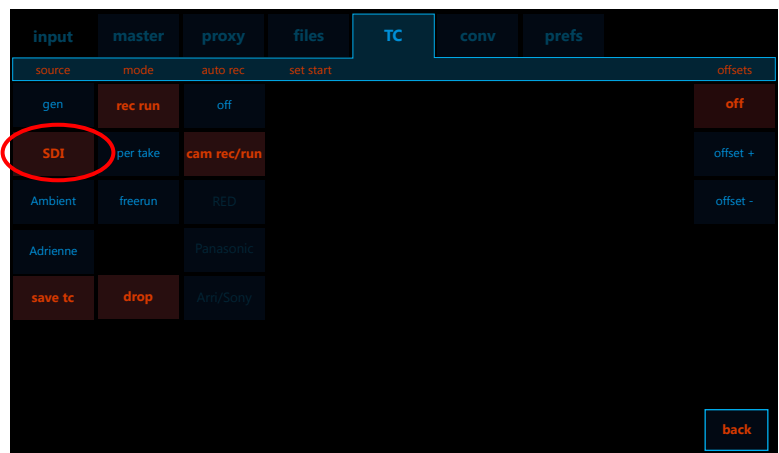 input master proxy files TC conv prefs
source mode auto rec set start offsets
gen rec run off off
SDI per take cam rec/run offset +
Ambient freerun RED offset -
Adrienne Panasonic
save tc drop Arri/Sony
back